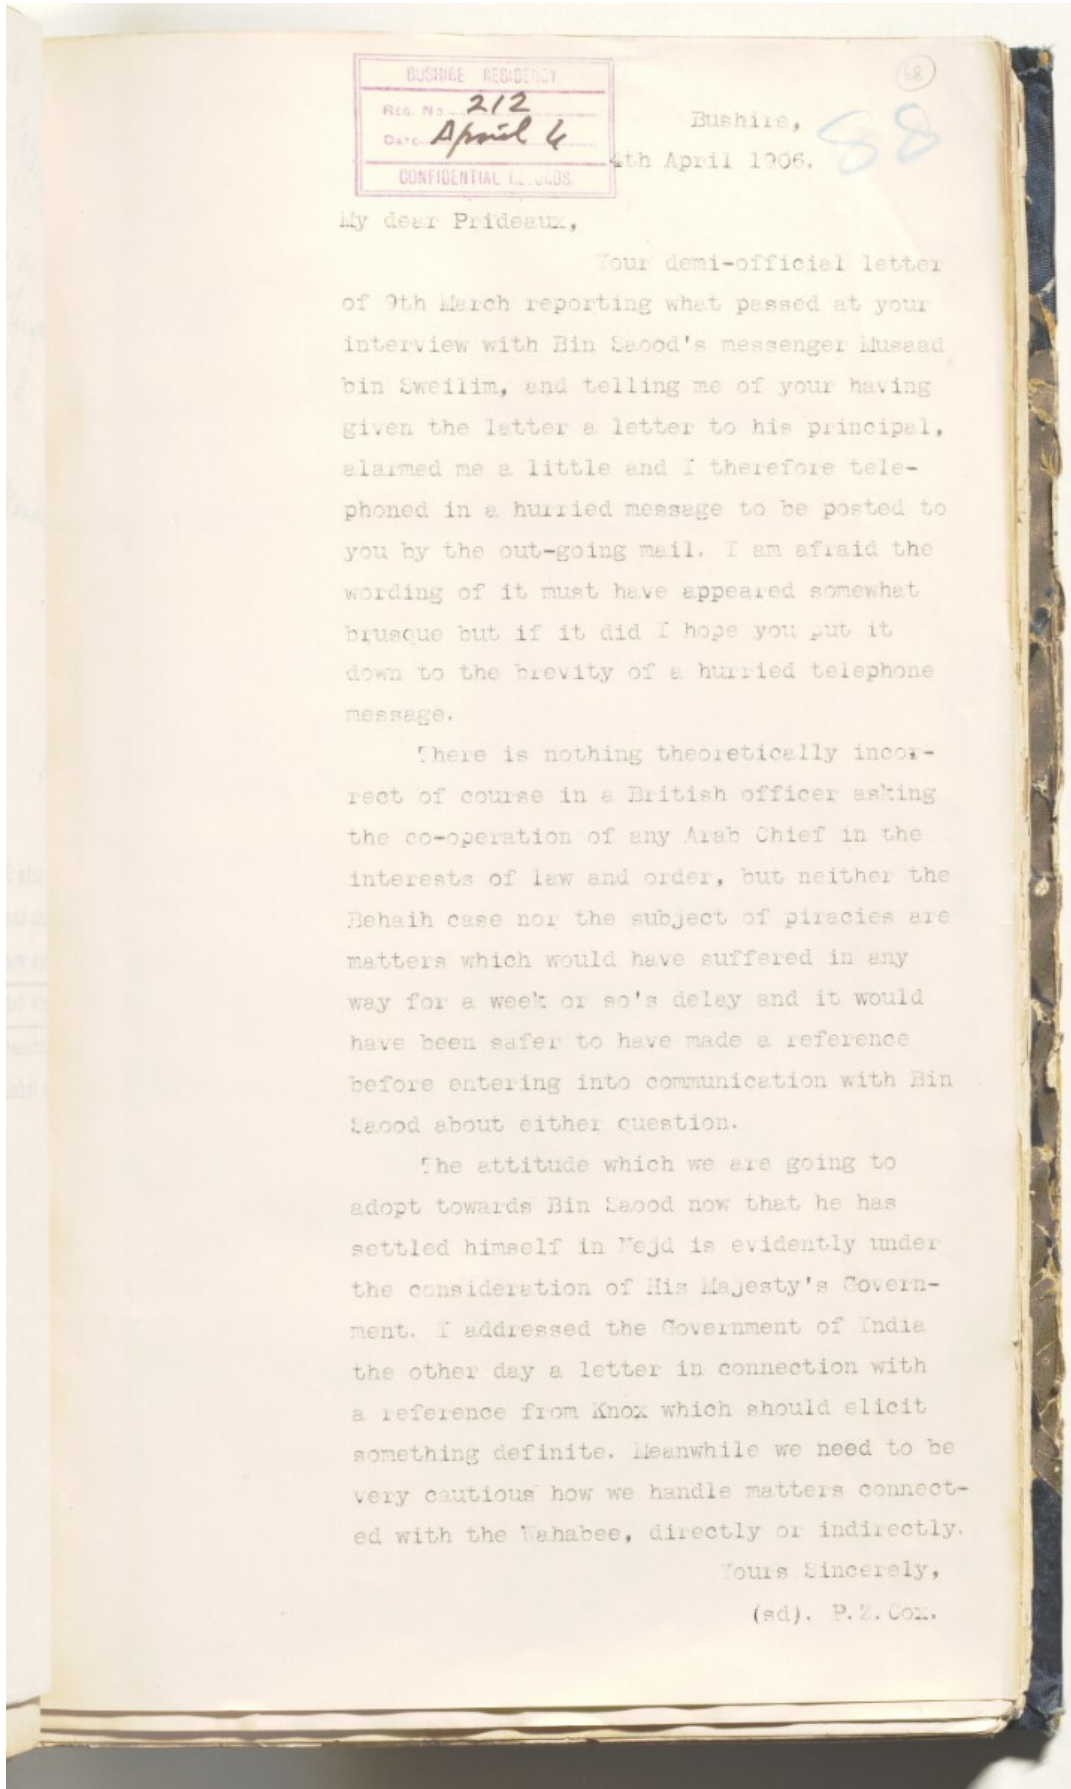 BUSHIRE RESIDENCY.
REG. No 212
DATE April 4
CONFIDENTIAL RECORDS.
68
88
Bushire,
4th April 1906.
My dear Prideaux,
Your demi-official letter
of 9th March reporting what passed at your
interview with Bin Saood's messenger Musaad
bin Sweilim, and telling me of your having
given the latter a letter to his principal,
alarmed me a little and I therefore tele-
phoned in a hurried message to be posted to
you by the out-going mail. I am afraid the
wording of it must have appeared somewhat
brusque but if it did I hope you put it
down to the brevity of a hurried telephone
message.
There is nothing theoretically incor-
rect of course in a British officer asking
the co-operation of any Arab Chief in the
interests of law and order, but neither the
Behaih case nor the subject of piracies are
matters which would have suffered in any
way for a week or so's delay and it would
have been safer to have made a reference
before entering into communication with Bin
Saood about either question.
The attitude which we are going to
adopt towards Bin Saood now that he has
settled himself in Nejd is evidently under
the consideration of His Majesty's Govern-
ment. I addressed the Government of India
the other day a letter in connection with
a reference from Knox which should elicit
something definite. Meanwhile we need to be
very cautious how we handle matters connect-
ed with the Wahabee, directly or indirectly.
Yours Sincerely,
(sd). P.Z.Cox.